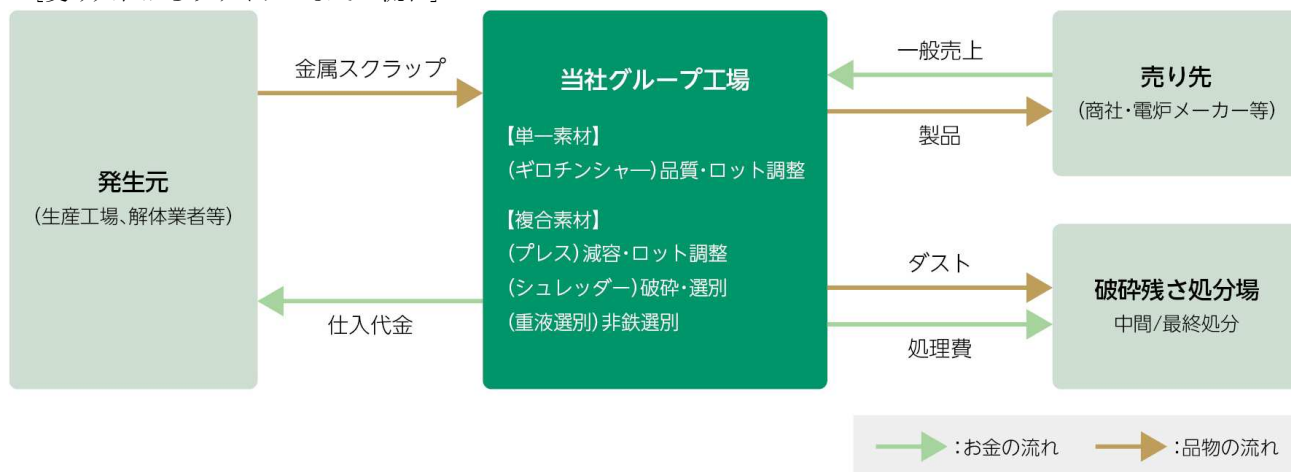 金属スクラップ
発生元
(生産工場、解体業者等)
仕入代金
当社グループ工場
【単一素材】
(ギロチンシャー)品質・ロット調整
【複合素材】
(プレス)減容・ロット調整
(シュレッダー)破砕・選別
(重液選別)非鉄選別
一般売上
製品
売り先
(商社・電炉メーカー等)
ダスト
処理費
破砕残さ処分場
中間/最終処分
:お金の流れ
:品物の流れ